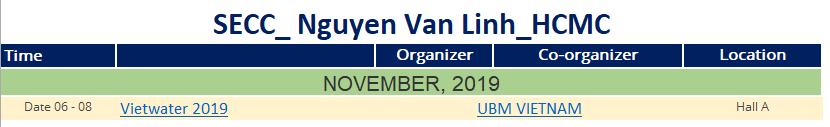 SECC_ Nguyen Van Linh_HCMC
Time Organizer Co-organizer Location
NOVEMBER, 2019
Date 06 - 08 Vietwater 2019 UBM VIETNAM Hall A